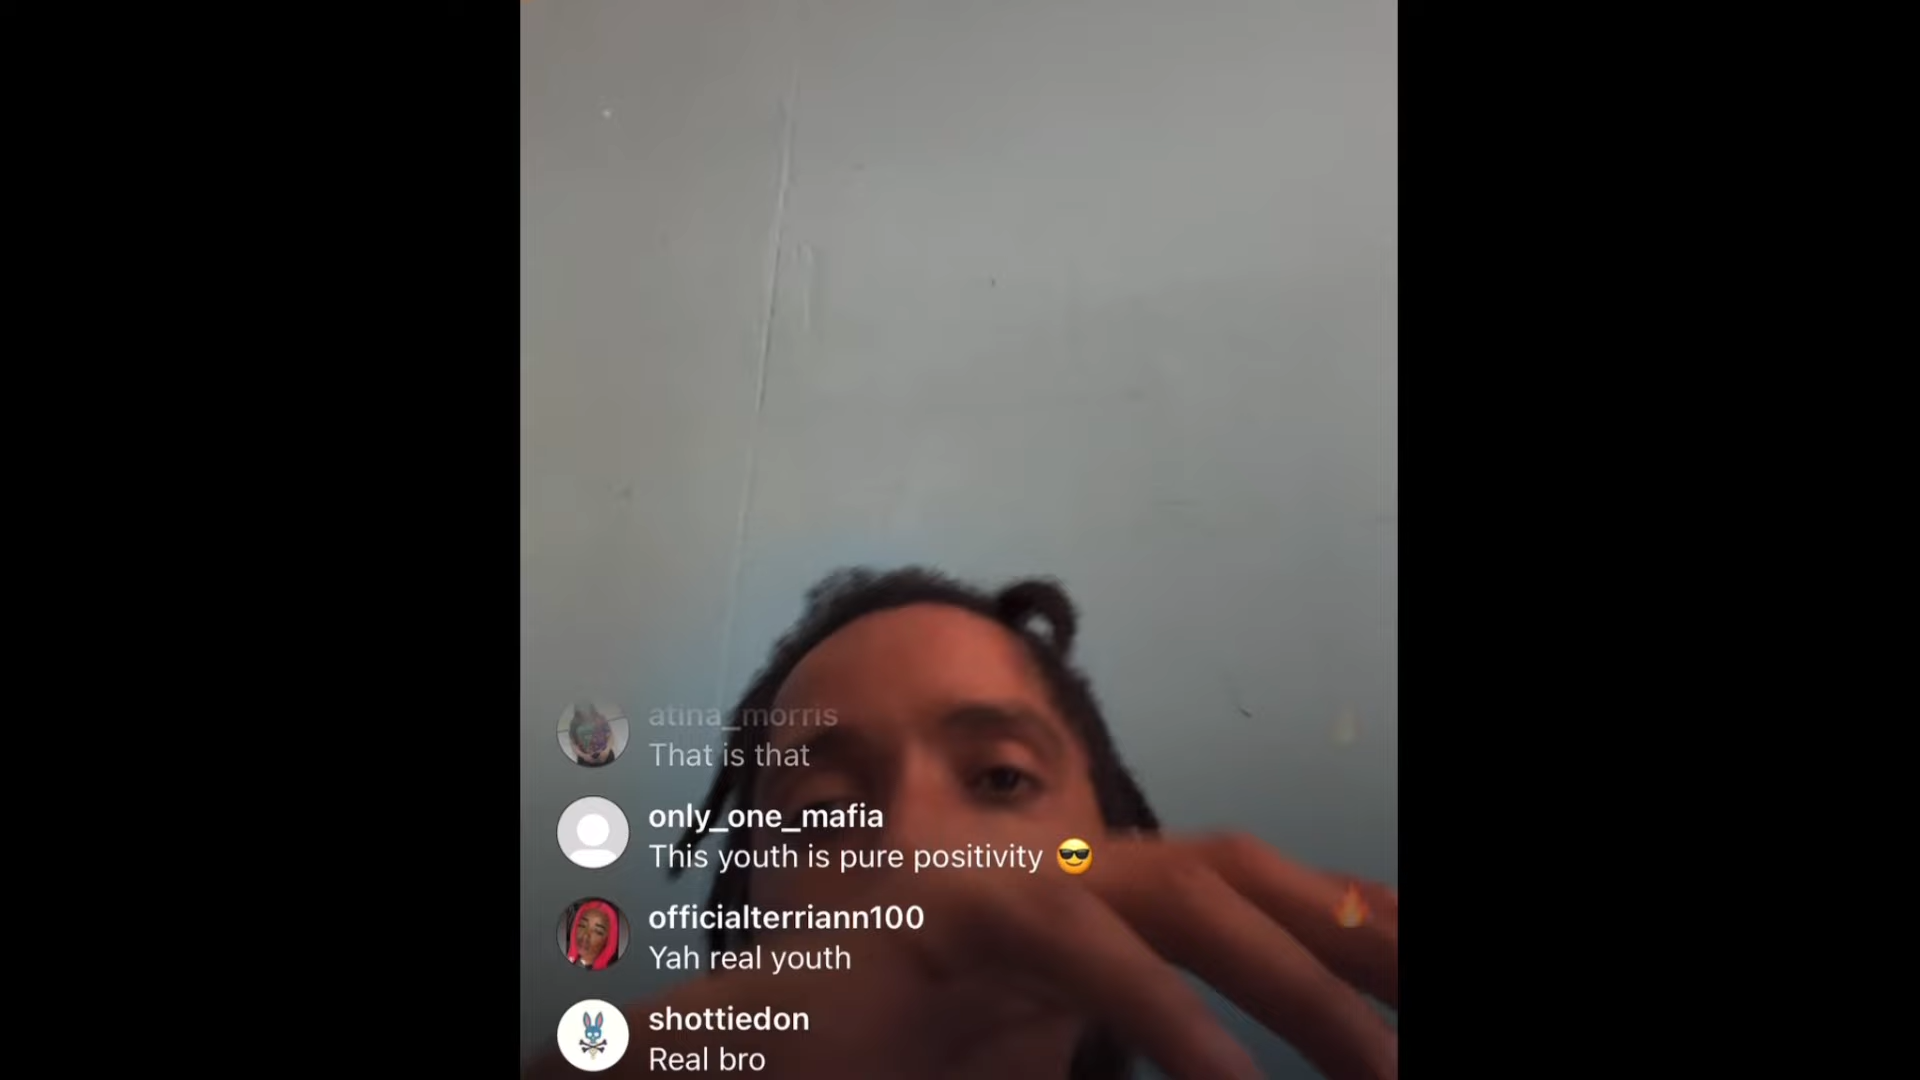 atina_morris
That is that
only_one_mafia
This youth is pure positivity 😎
officialterriann100
Yah real youth
shottiedon
Real bro